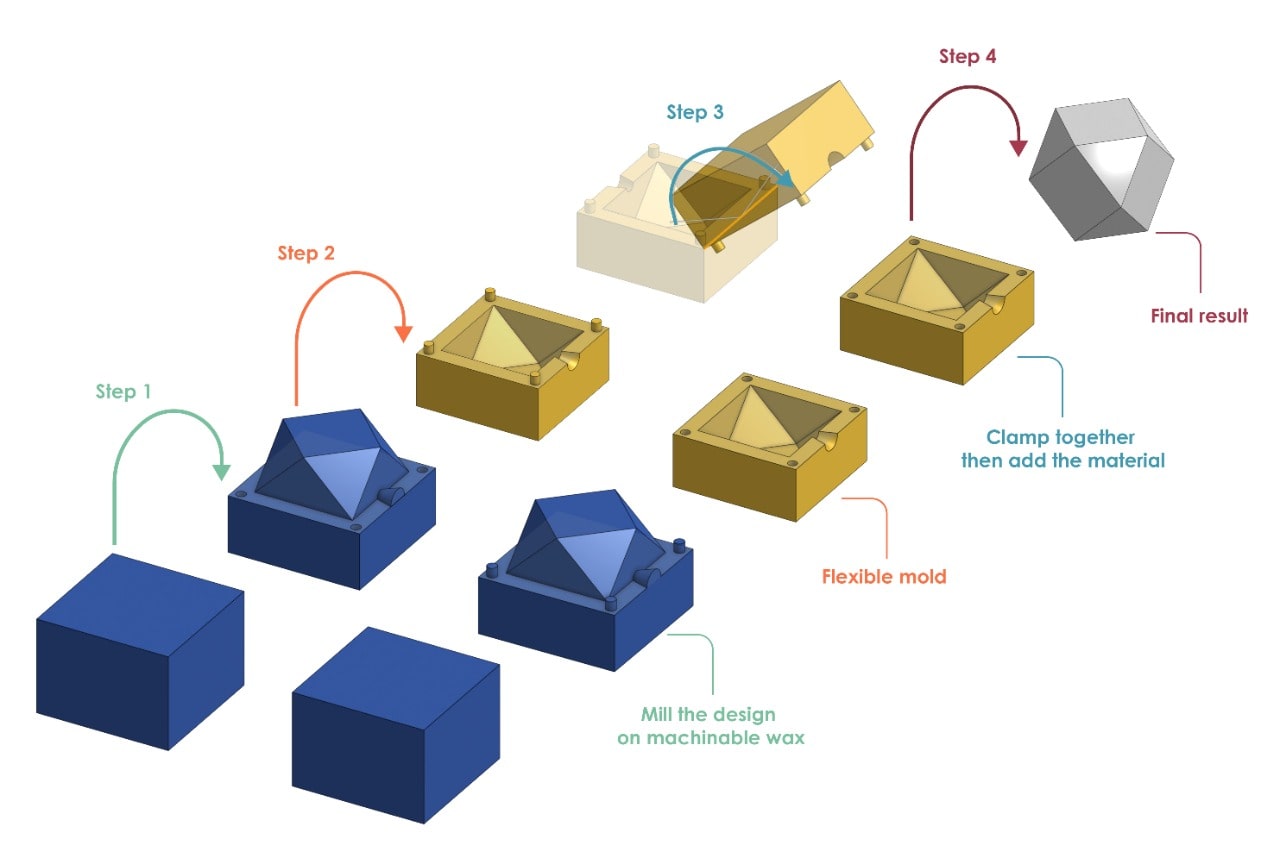 Step 1
Step 2
Step 3
Step 4
Mill the design
on machinable wax
Flexible mold
Clamp together
then add the material
Final result